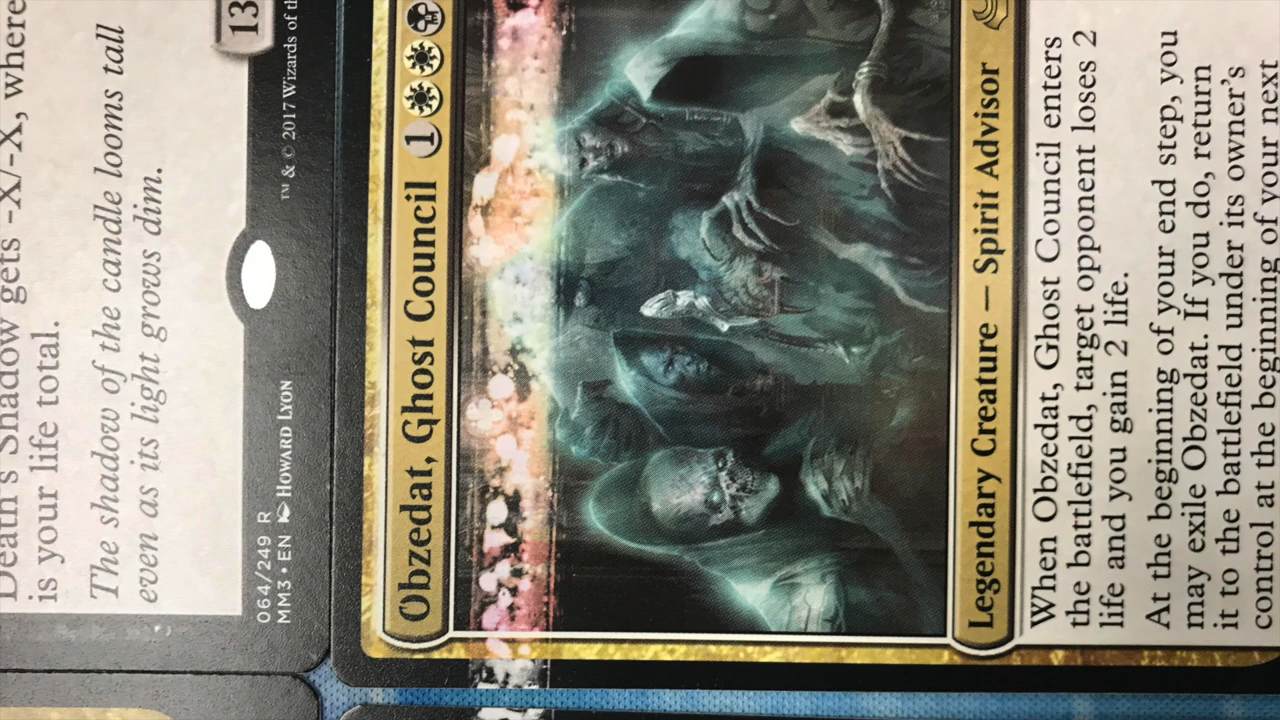 Death's Shadow gets -X/-X, where
is your life total.
The shadow of the candle looms tall
even as its light grows dim.
13
064/249 R
MM3 • EN HOWARD LYON
™ & © 2017 Wizards of
Obzedat, Ghost Council 1
Legendary Creature — Spirit Advisor
When Obzedat, Ghost Council enters
the battlefield, target opponent loses 2
life and you gain 2 life.
At the beginning of your end step, you
may exile Obzedat. If you do, return
it to the battlefield under its owner's
control at the beginning of your next